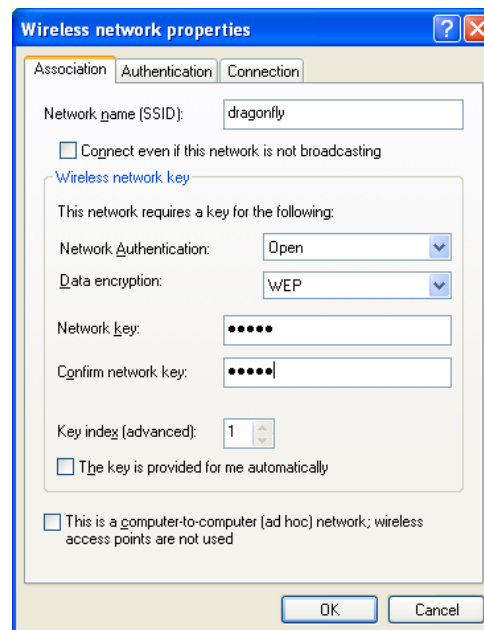 Wireless network properties
Association Authentication Connection
Network name (SSID): dragonfly
Connect even if this network is not broadcasting
Wireless network key
This network requires a key for the following:
Network Authentication: Open
Data encryption: WEP
Network key: •••••
Confirm network key: •••••
Key index (advanced): 1
The key is provided for me automatically
This is a computer-to-computer (ad hoc) network; wireless
access points are not used
OK Cancel